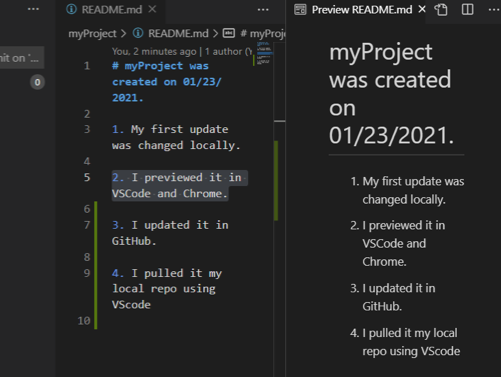 README.md
nit on '...
0
myProject > README.md > # myProj
You, 2 minutes ago | 1 author (Y
1 # myProject was
created on 01/23/
2021.
2
3 1. My first update
was changed locally.
4
5 2. I previewed it in
VSCode and Chrome.
6
7 3. I updated it in
GitHub.
8
9 4. I pulled it my
local repo using
VScode
10
Preview README.md
myProject
was created
on
01/23/2021.
1. My first update was
changed locally.
2. I previewed it in
VSCode and
Chrome.
3. I updated it in
GitHub.
4. I pulled it my local
repo using VScode